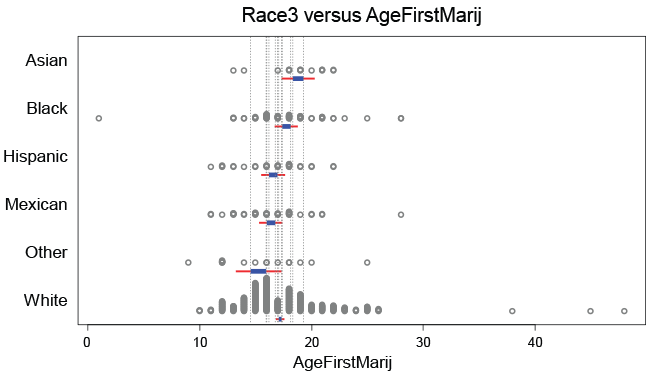 Race3 versus AgeFirstMarij
Asian
Black
Hispanic
Mexican
Other
White
0 10 20 30 40
AgeFirstMarij